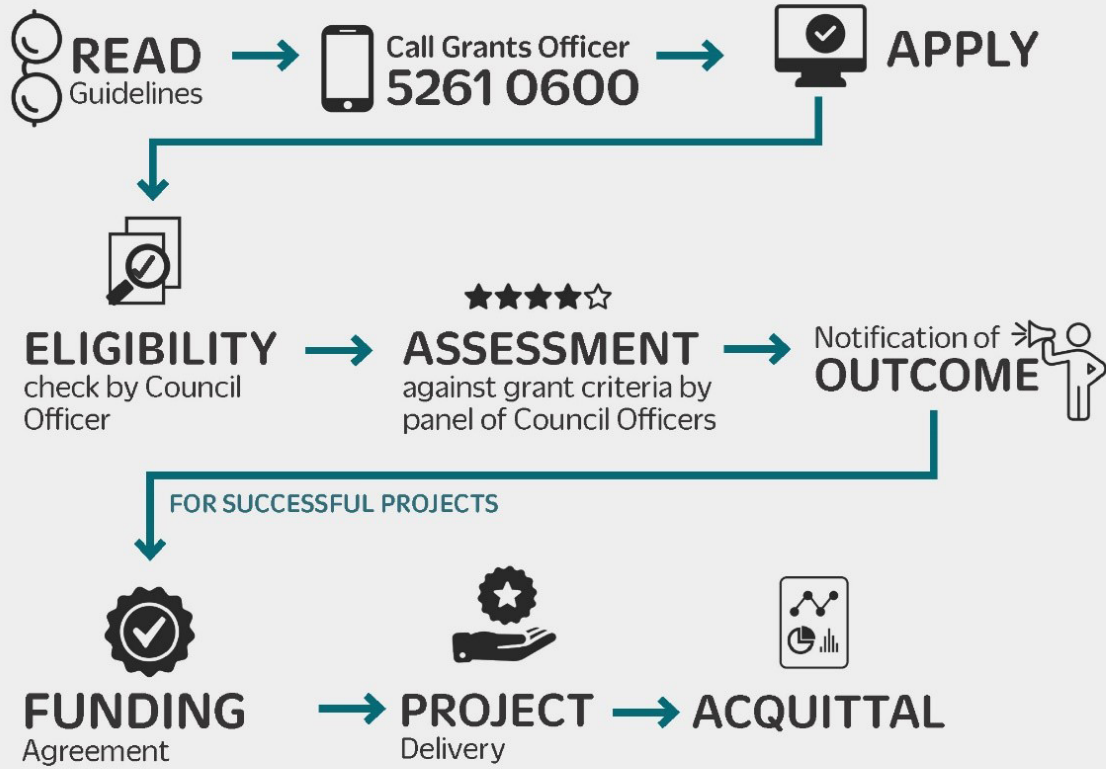 READ
Guidelines
Call Grants Officer
5261 0600
APPLY
ELIGIBILITY
check by Council
Officer
ASSESSMENT
against grant criteria by
panel of Council Officers
Notification of
OUTCOME
FOR SUCCESSFUL PROJECTS
FUNDING
Agreement
PROJECT
Delivery
ACQUITTAL